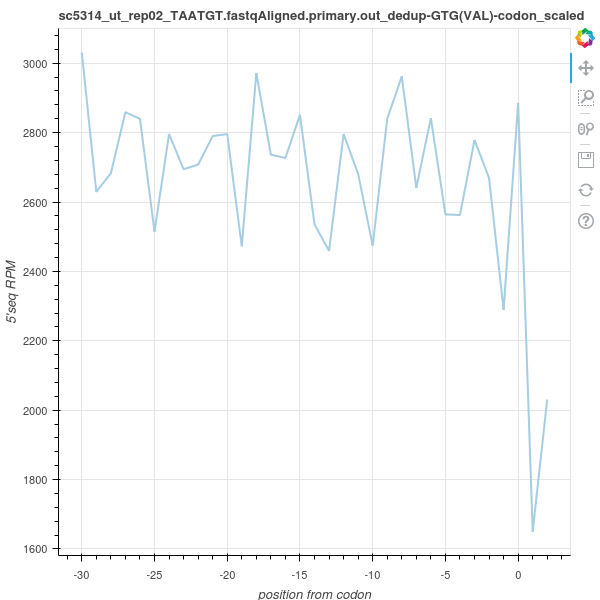 sc5314_ut_rep02_TAATGT.fastqAligned.primary.out_dedup-GTG(VAL)-codon_scaled
3000
2800
2600
2400
2200
2000
1800
1600
5'seq RPM
-30 -25 -20 -15 -10 -5 0
position from codon